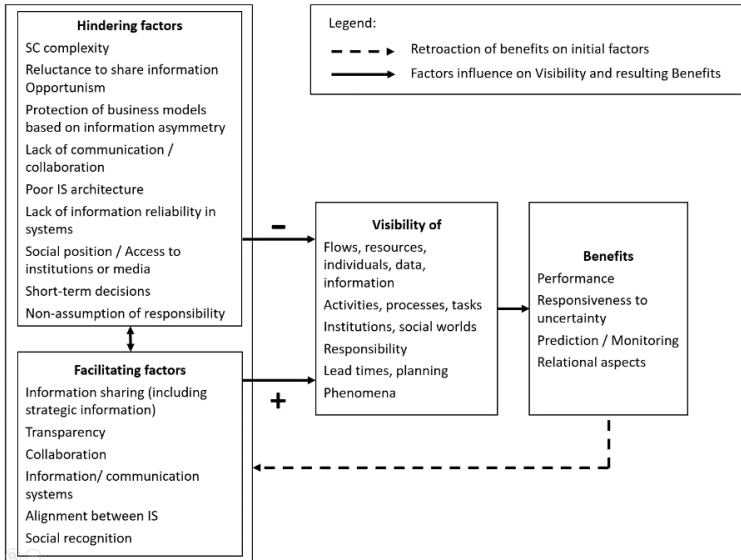 Hindering factors
SC complexity
Reluctance to share information
Opportunism
Protection of business models
based on information asymmetry
Lack of communication /
collaboration
Poor IS architecture
Lack of information reliability in
systems
Social position / Access to
institutions or media
Short-term decisions
Non-assumption of responsibility
Facilitating factors
Information sharing (including
strategic information)
Transparency
Collaboration
Information/ communication
systems
Alignment between IS
Social recognition
−
+
Visibility of
Flows, resources,
individuals, data,
information
Activities, processes, tasks
Institutions, social worlds
Responsibility
Lead times, planning
Phenomena
Benefits
Performance
Responsiveness to
uncertainty
Prediction / Monitoring
Relational aspects
Legend:
Retroaction of benefits on initial factors
Factors influence on Visibility and resulting Benefits